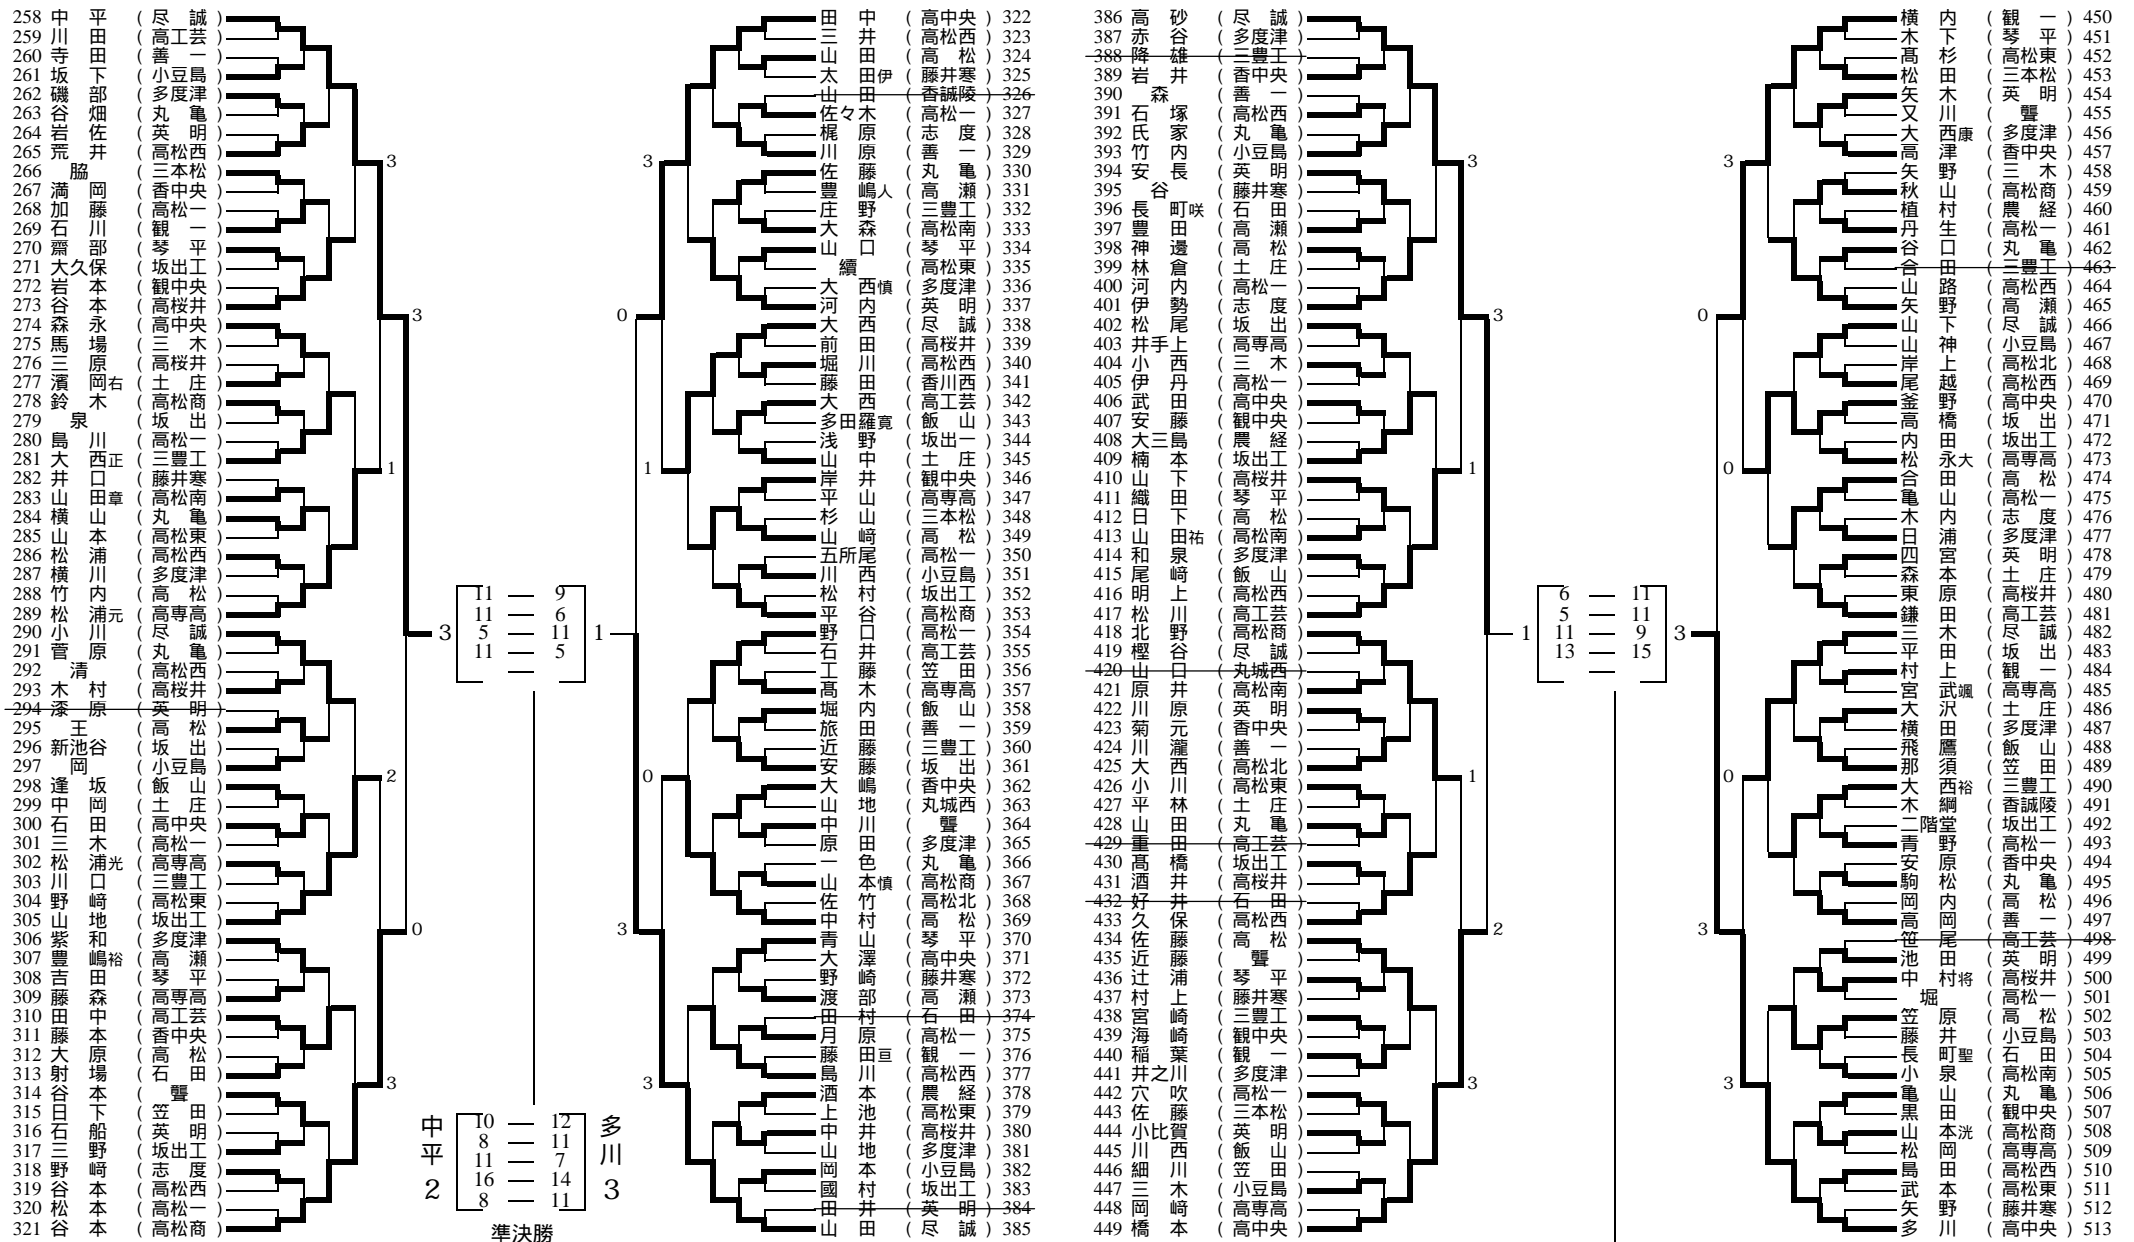 258 中平 (尽誠)
259 川田 (高工芸)
260 寺田 (善一)
261 坂下 (小豆島)
262 磯部 (多度津)
263 谷畑 (丸亀)
264 岩佐 (英明)
265 荒井 (高松西)
266 脇 (三本松)
267 満岡 (香中央)
268 加藤 (高松一)
269 石川 (観一)
270 齋部 (琴平)
271 大久保 (坂出工)
272 岩本 (観中央)
273 谷本 (高桜井)
274 森永 (高中央)
275 馬場 (三木)
276 三原 (高桜井)
277 濱岡右 (土庄)
278 鈴木 (高松商)
279 泉 (坂出)
280 島川 (高松一)
281 大西正 (三豊工)
282 井口 (藤井寒)
283 山田章 (高松南)
284 横山 (丸亀)
285 山本 (高松東)
286 松浦 (高松西)
287 横川 (多度津)
288 竹内 (高松)
289 松浦元 (高専高)
290 小川 (尽誠)
291 菅原 (丸亀)
292 清 (高松西)
293 木村 (高桜井)
294 漆原 (英明)
295 王 (高松)
296 新池谷 (坂出)
297 岡 (小豆島)
298 逢坂 (飯山)
299 中岡 (土庄)
300 石田 (高中央)
301 三木 (高松一)
302 松浦光 (高専高)
303 川口 (三豊工)
304 野﨑 (高松東)
305 山地 (坂出工)
306 紫和 (多度津)
307 豊嶋裕 (高瀬)
308 吉田 (琴平)
309 藤森 (高専高)
310 田中 (高工芸)
311 藤本 (香中央)
312 大原 (高松)
313 射場 (石田)
314 谷本 (聾)
315 日下 (笠田)
316 石船 (英明)
317 三野 (坂出工)
318 野﨑 (志度)
319 谷本 (高松西)
320 松本 (高松一)
321 谷本 (高松商)
3
3
1
3
2
0
3
3
11 — 9
11 — 6
5 — 11
11 — 5
—
1
中平 2
10 — 12
8 — 11
11 — 7
16 — 14
8 — 11
多川 3
準決勝
3
0
1
0
3
3
田中 (高中央) 322
三井 (高松西) 323
山田 (高松) 324
太田伊 (藤井寒) 325
山田 (香誠陵) 326
佐々木 (高松一) 327
梶原 (志度) 328
川原 (善一) 329
佐藤 (丸亀) 330
豊嶋人 (高瀬) 331
庄野 (三豊工) 332
大森 (高松南) 333
山口 (琴平) 334
續 (高松東) 335
大西慎 (多度津) 336
河内 (英明) 337
大西 (尽誠) 338
前田 (高桜井) 339
堀川 (高松西) 340
藤田 (香川西) 341
大西 (高工芸) 342
多田羅寛 (飯山) 343
浅野 (坂出一) 344
山中 (土庄) 345
岸井 (観中央) 346
平山 (高専高) 347
杉山 (三本松) 348
山﨑 (高松) 349
五所尾 (高松一) 350
川西 (小豆島) 351
松村 (坂出工) 352
平谷 (高松商) 353
野口 (高松一) 354
石井 (高工芸) 355
工藤 (笠田) 356
髙木 (高専高) 357
堀内 (飯山) 358
旅田 (善一) 359
近藤 (三豊工) 360
安藤 (坂出) 361
大嶋 (香中央) 362
山地 (丸城西) 363
中川 (聾) 364
原田 (多度津) 365
一色 (丸亀) 366
山本慎 (高松商) 367
佐竹 (高松北) 368
中村 (高松) 369
青山 (琴平) 370
大澤 (高中央) 371
野崎 (藤井寒) 372
渡部 (高瀬) 373
田村 (石田) 374
月原 (高松一) 375
藤田亘 (観一) 376
島川 (高松西) 377
酒本 (農経) 378
上池 (高松東) 379
中井 (高桜井) 380
山地 (多度津) 381
岡本 (小豆島) 382
國村 (坂出工) 383
田井 (英明) 384
山田 (尽誠) 385
386 高砂 (尽誠)
387 赤谷 (多度津)
388 降雄 (三豊工)
389 岩井 (香中央)
390 森 (善一)
391 石塚 (高松西)
392 氏家 (丸亀)
393 竹内 (小豆島)
394 安長 (英明)
395 谷 (藤井寒)
396 長町咲 (石田)
397 豊田 (高瀬)
398 神邊 (高松)
399 林倉 (土庄)
400 河内 (高松一)
401 伊勢 (志度)
402 松尾 (坂出)
403 井手上 (高専高)
404 小西 (三木)
405 伊丹 (高松一)
406 武田 (高中央)
407 安藤 (観中央)
408 大三島 (農経)
409 楠本 (坂出工)
410 山下 (高桜井)
411 織田 (琴平)
412 日下 (高松)
413 山田祐 (高松南)
414 和泉 (多度津)
415 尾﨑 (飯山)
416 明上 (高松西)
417 松川 (高工芸)
418 北野 (高松商)
419 樫谷 (尽誠)
420 山日 (丸城西)
421 原井 (高松南)
422 川原 (英明)
423 菊元 (香中央)
424 川瀧 (善一)
425 大西 (高松北)
426 小川 (高松東)
427 平林 (土庄)
428 山田 (丸亀)
429 重田 (高工芸)
430 髙橋 (坂出工)
431 酒井 (高桜井)
432 好井 (石田)
433 久保 (高松西)
434 佐藤 (高松)
435 近藤 (聾)
436 辻浦 (琴平)
437 村上 (藤井寒)
438 宮崎 (三豊工)
439 海崎 (観中央)
440 稲葉 (観一)
441 井之川 (多度津)
442 穴吹 (高松一)
443 佐藤 (三本松)
444 小比賀 (英明)
445 川西 (飯山)
446 細川 (笠田)
447 三木 (小豆島)
448 岡﨑 (高専高)
449 橋本 (高中央)
3
3
1
1
2
3
1
6 — 11
5 — 11
11 — 9
13 — 15
—
3
3
0
0
0
3
3
横内 (観一) 450
木下 (琴平) 451
髙杉 (高松東) 452
松田 (三本松) 453
矢木 (英明) 454
又川 (聾) 455
大西康 (多度津) 456
高津 (香中央) 457
矢野 (三木) 458
秋山 (高松商) 459
植村 (農経) 460
丹生 (高松一) 461
谷口 (丸亀) 462
合田 (三豊工) 463
山路 (高松西) 464
矢野 (高瀬) 465
山下 (尽誠) 466
山神 (小豆島) 467
岸上 (高松北) 468
尾越 (高松西) 469
釜野 (高中央) 470
高橋 (坂出) 471
内田 (坂出工) 472
松永大 (高専高) 473
合田 (高松) 474
亀山 (高松一) 475
木内 (志度) 476
日浦 (多度津) 477
四宮 (英明) 478
森本 (土庄) 479
東原 (高桜井) 480
鎌田 (高工芸) 481
三木 (尽誠) 482
平田 (坂出) 483
村上 (観一) 484
宮武颯 (高専高) 485
大沢 (土庄) 486
横田 (多度津) 487
飛鷹 (飯山) 488
那須 (笠田) 489
大西裕 (三豊工) 490
木綱 (香誠陵) 491
二階堂 (坂出工) 492
青野 (高松一) 493
安原 (香中央) 494
駒松 (丸亀) 495
岡内 (高松) 496
高岡 (善一) 497
笹尾 (高工芸) 498
池田 (英明) 499
中村将 (高桜井) 500
堀 (高松一) 501
笠原 (高松) 502
藤井 (小豆島) 503
長町聖 (石田) 504
小泉 (高松南) 505
亀山 (丸亀) 506
黒田 (観中央) 507
山本洸 (高松商) 508
松岡 (高専高) 509
島田 (高松西) 510
武本 (高松東) 511
矢野 (藤井寒) 512
多川 (高中央) 513